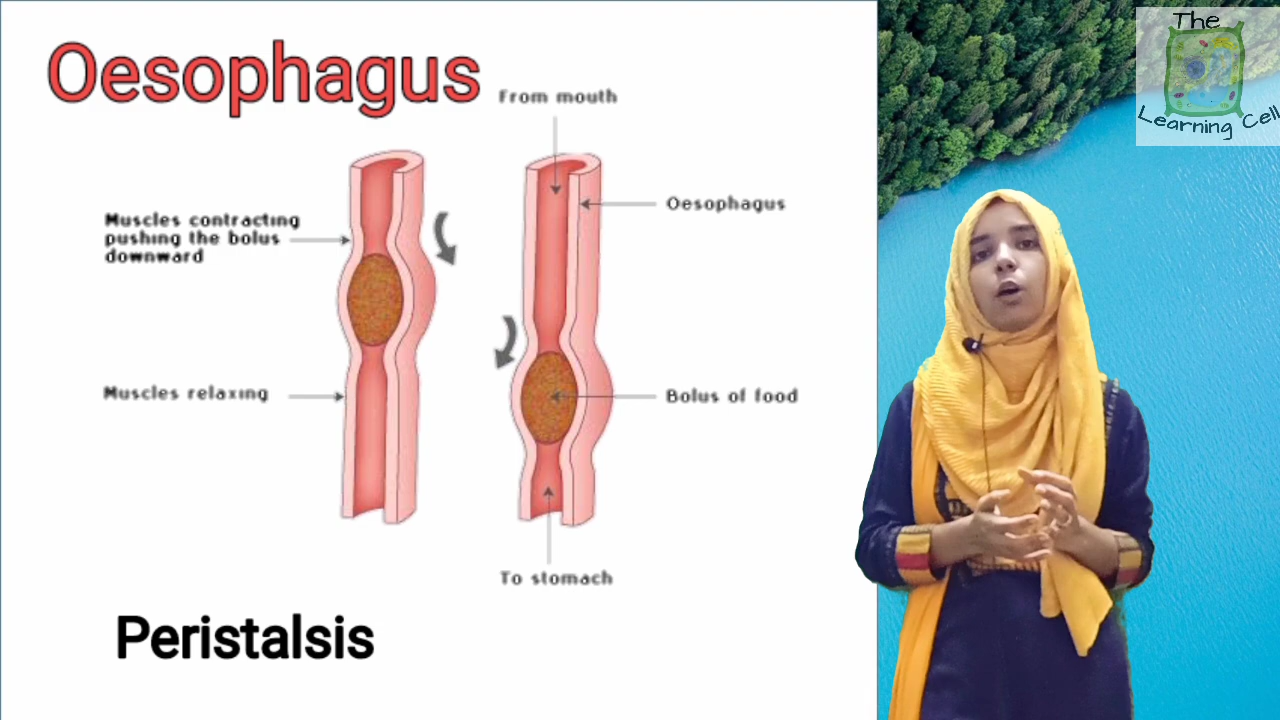 Oesophagus
From mouth
Oesophagus
Muscles contracting
pushing the bolus
downward
Muscles relaxing
Bolus of food
To stomach
Peristalsis
The
Learning Cell